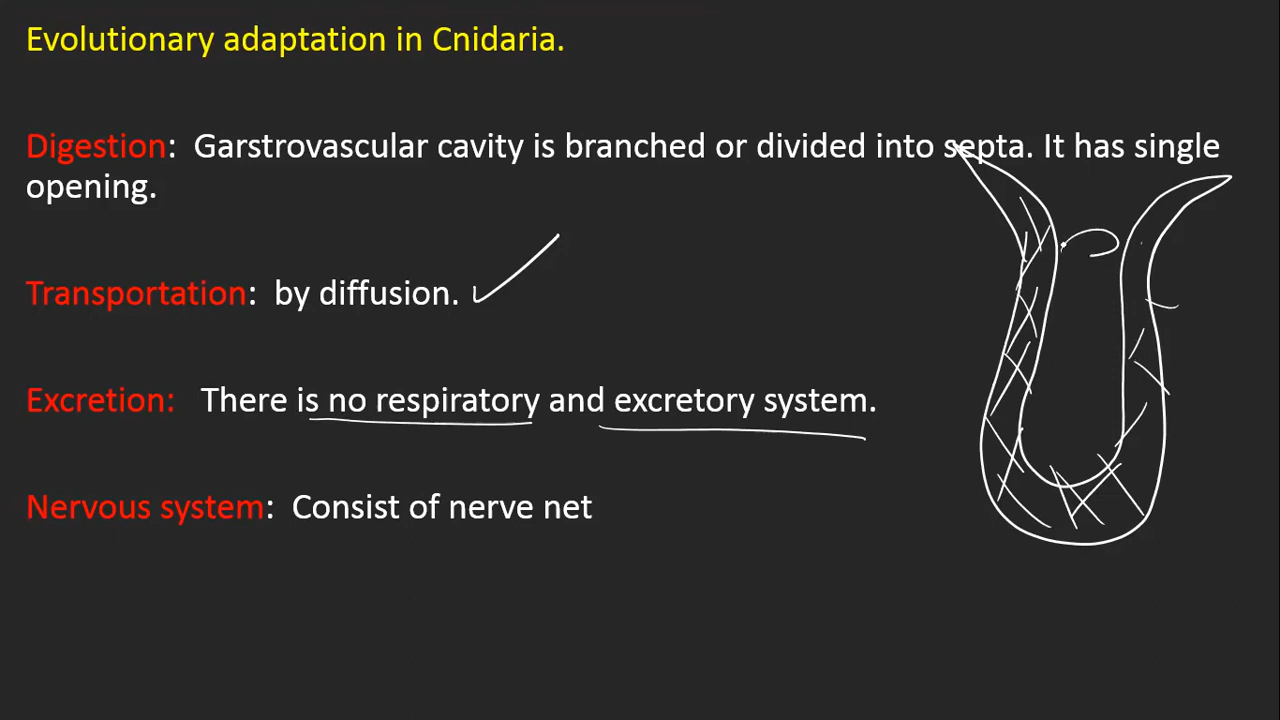 Evolutionary adaptation in Cnidaria.
Digestion: Garstrovascular cavity is branched or divided into septa. It has single
opening.
Transportation: by diffusion.
Excretion: There is no respiratory and excretory system.
Nervous system: Consist of nerve net